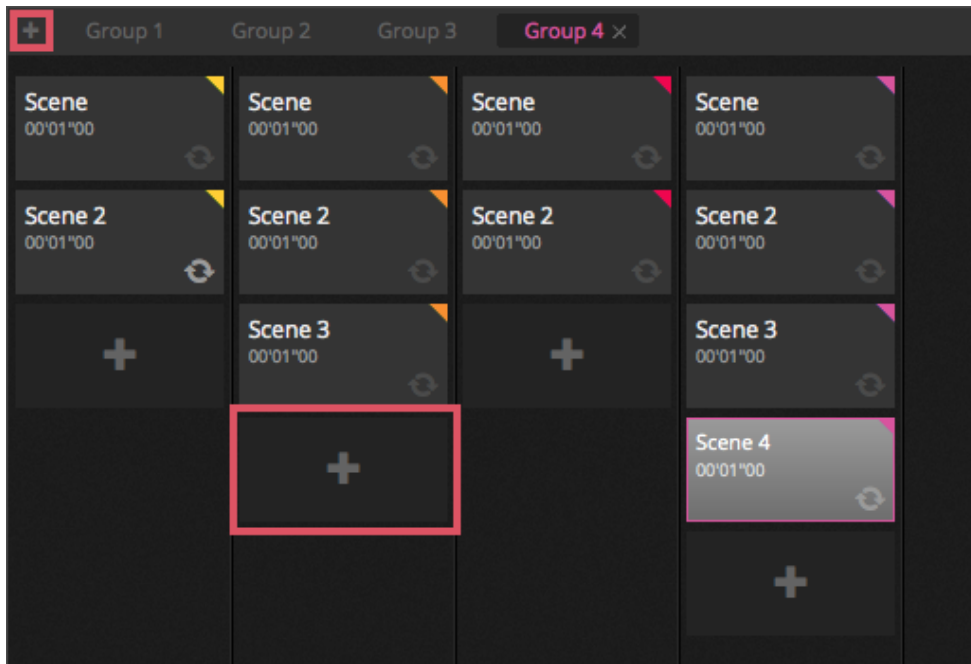 Group 1 Group 2 Group 3 Group 4
Scene Scene Scene Scene
00'01"00 00'01"00 00'01"00 00'01"00
Scene 2 Scene 2 Scene 2 Scene 2
00'01"00 00'01"00 00'01"00 00'01"00
Scene 3 Scene 3
00'01"00 00'01"00
Scene 4
00'01"00